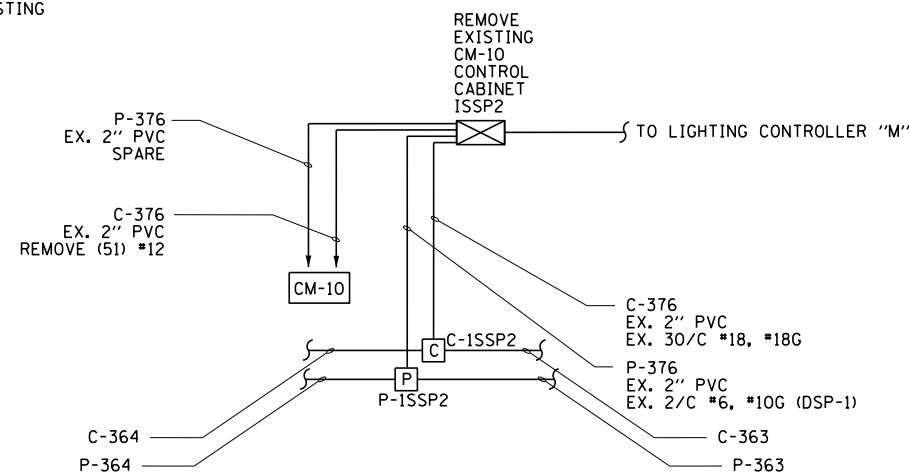 STING
REMOVE
EXISTING
CM-10
CONTROL
CABINET
ISSP2
P-376
EX. 2" PVC
SPARE
TO LIGHTING CONTROLLER "M"
C-376
EX. 2" PVC
REMOVE (51) #12
CM-10
C-376
EX. 2" PVC
EX. 30/C #18, #18G
C
C-1SSP2
P-376
EX. 2" PVC
EX. 2/C #6, #10G (DSP-1)
P
P-1SSP2
C-364
C-363
P-364
P-363